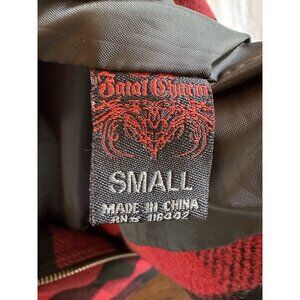 Fatal Charm
SMALL
MADE IN CHINA
RN# 116442